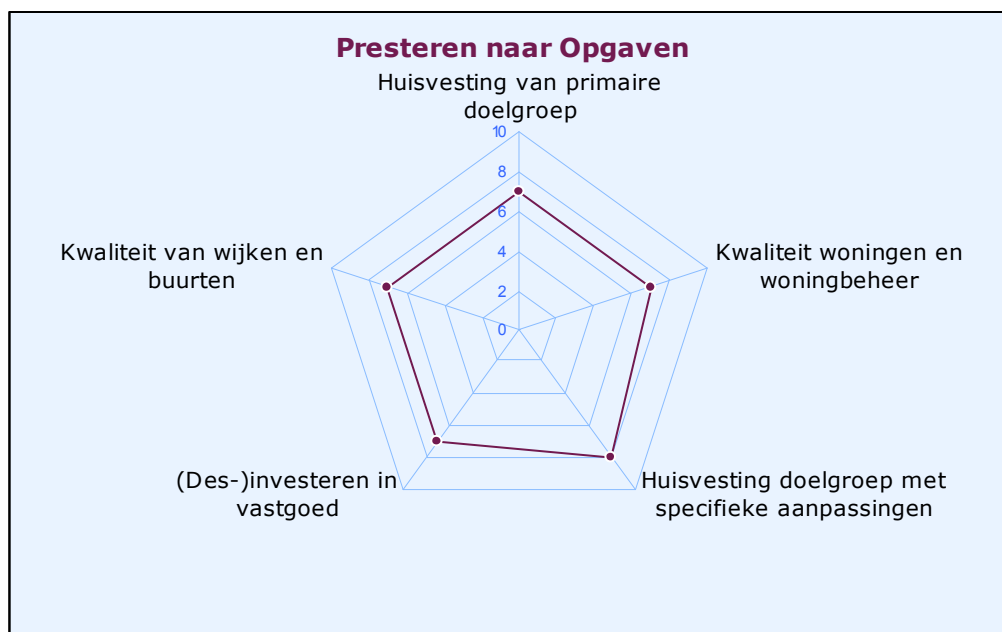 Presteren naar Opgaven
Huisvesting van primaire
doelgroep
10
8
6
4
2
0
Kwaliteit woningen en
woningbeheer
Huisvesting doelgroep met
specifieke aanpassingen
(Des-)investeren in
vastgoed
Kwaliteit van wijken en
buurten